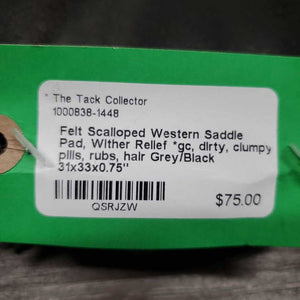 The Tack Collector
1000838-1448
Felt Scalloped Western Saddle
Pad, Wither Relief *gc, dirty, clumpy
pills, rubs, hair Grey/Black
31x33x0.75"
QSRJZW
$75.00